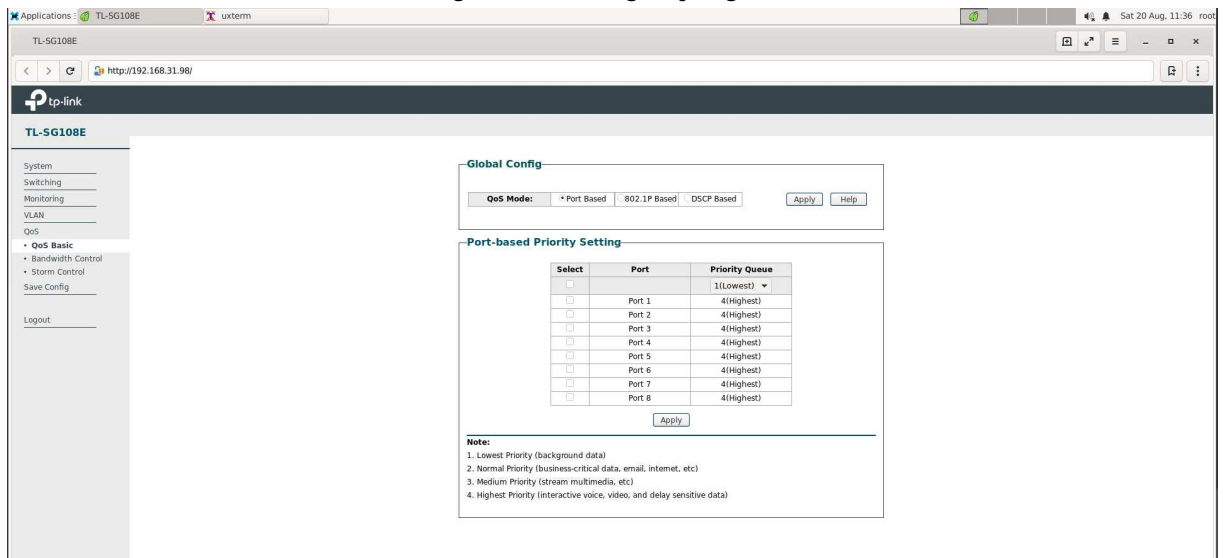 Applications
TL-SG108E
uxterm
Sat 20 Aug, 11:36 root
TL-SG108E
http://192.168.31.98/
tp-link
TL-SG108E
System
Switching
Monitoring
VLAN
QoS
• QoS Basic
• Bandwidth Control
• Storm Control
Save Config
Logout
Global Config
QoS Mode: Port Based 802.1P Based DSCP Based Apply Help
Port-based Priority Setting
Select Port Priority Queue
1(Lowest)
Port 1 4(Highest)
Port 2 4(Highest)
Port 3 4(Highest)
Port 4 4(Highest)
Port 5 4(Highest)
Port 6 4(Highest)
Port 7 4(Highest)
Port 8 4(Highest)
Apply
Note:
1. Lowest Priority (background data)
2. Normal Priority (business-critical data, email, internet, etc)
3. Medium Priority (stream multimedia, etc)
4. Highest Priority (interactive voice, video, and delay sensitive data)